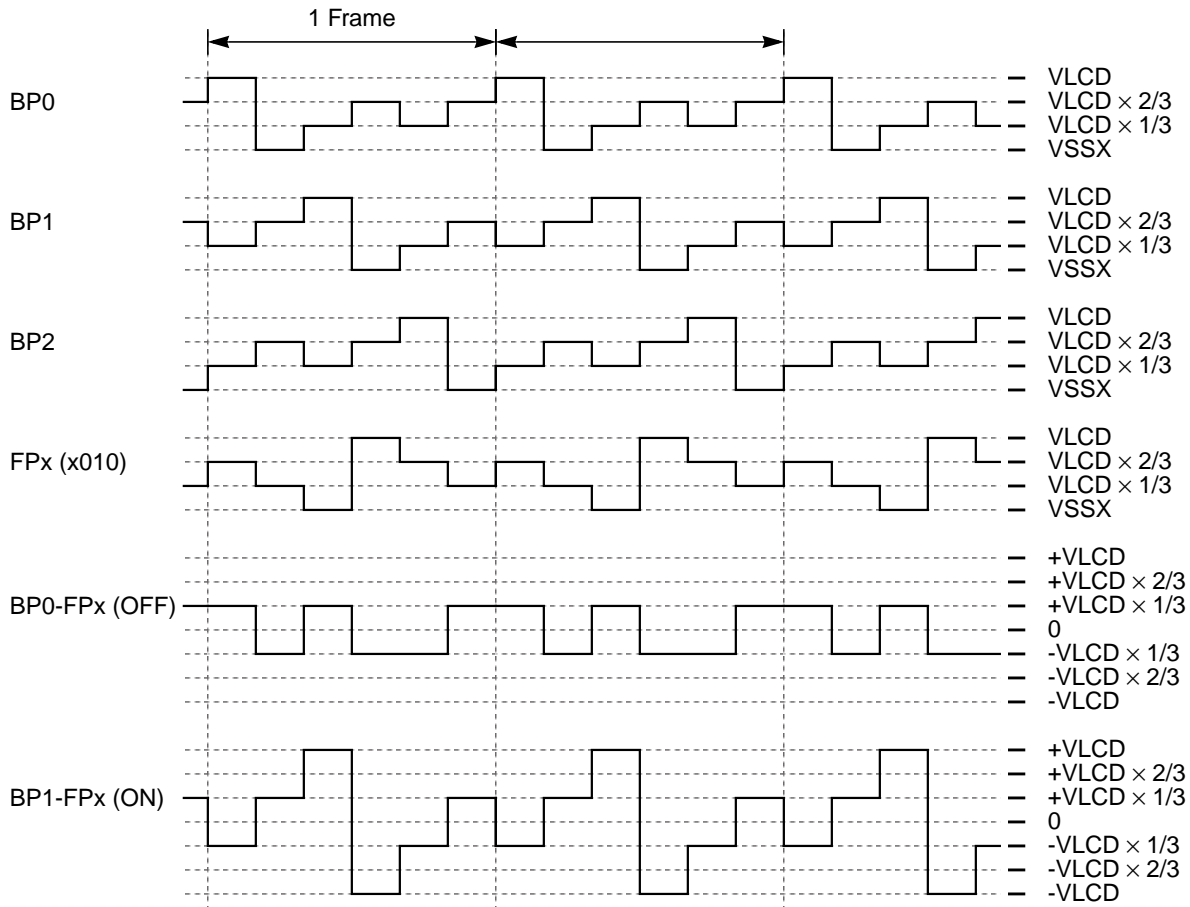 1 Frame
BP0
VLCD
VLCD × 2/3
VLCD × 1/3
VSSX
BP1
VLCD
VLCD × 2/3
VLCD × 1/3
VSSX
BP2
VLCD
VLCD × 2/3
VLCD × 1/3
VSSX
FPx (x010)
VLCD
VLCD × 2/3
VLCD × 1/3
VSSX
BP0-FPx (OFF)
+VLCD
+VLCD × 2/3
+VLCD × 1/3
0
-VLCD × 1/3
-VLCD × 2/3
-VLCD
BP1-FPx (ON)
+VLCD
+VLCD × 2/3
+VLCD × 1/3
0
-VLCD × 1/3
-VLCD × 2/3
-VLCD